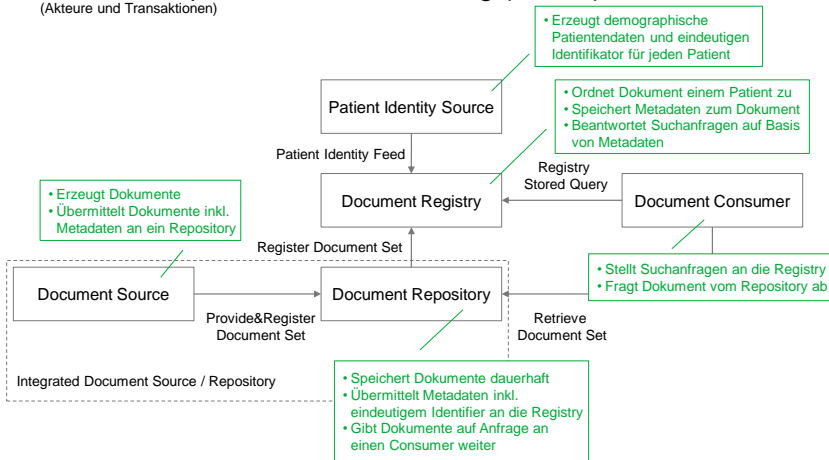 (Akteure und Transaktionen)
• Erzeugt demographische
Patientendaten und eindeutigen
Identifikator für jeden Patient
Patient Identity Source
• Ordnet Dokument einem Patient zu
• Speichert Metadaten zum Dokument
• Beantwortet Suchanfragen auf Basis
von Metadaten
Patient Identity Feed
Registry
Stored Query
• Erzeugt Dokumente
• Übermittelt Dokumente inkl.
Metadaten an ein Repository
Document Registry
Document Consumer
Register Document Set
• Stellt Suchanfragen an die Registry
• Fragt Dokument vom Repository ab
Document Source
Document Repository
Provide&Register
Document Set
Retrieve
Document Set
Integrated Document Source / Repository
• Speichert Dokumente dauerhaft
• Übermittelt Metadaten inkl.
eindeutigem Identifier an die Registry
• Gibt Dokumente auf Anfrage an
einen Consumer weiter